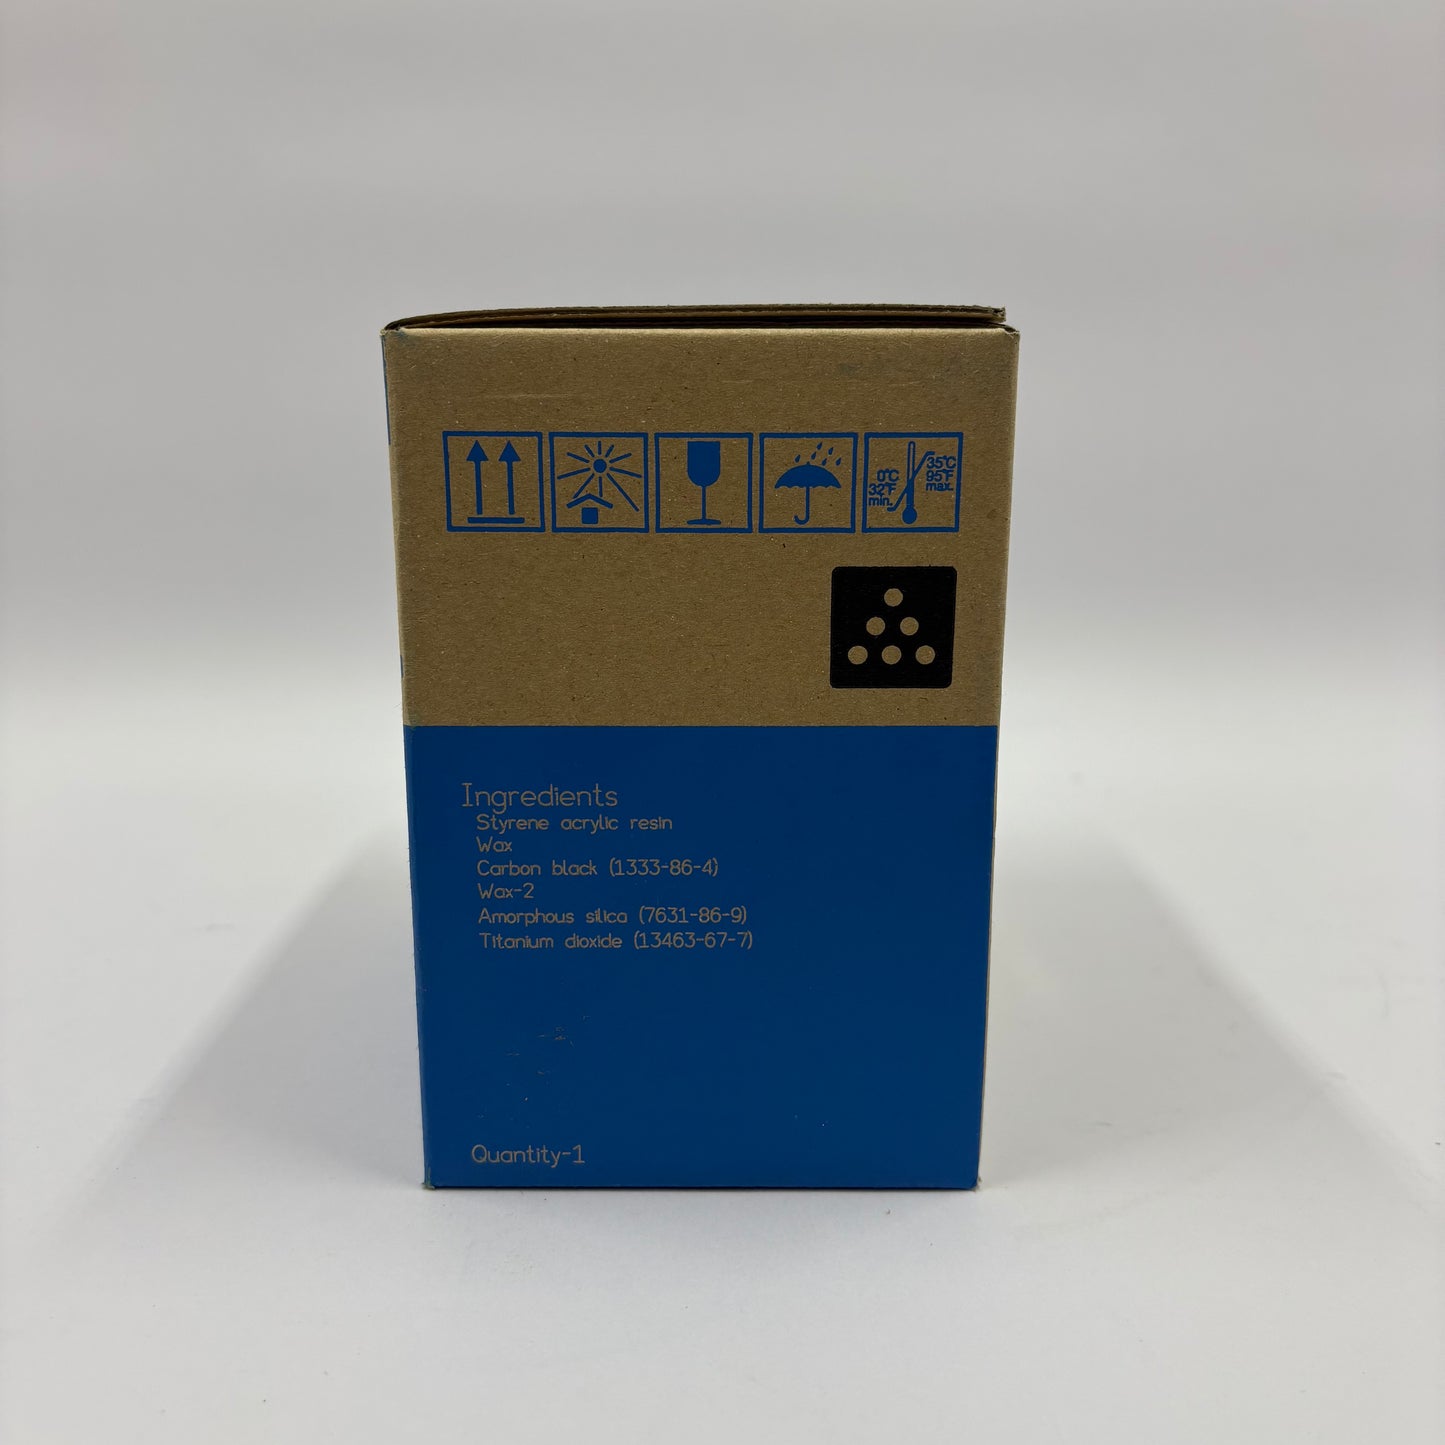 0°C
32°F
min.
35°C
95°F
max.
Ingredients
Styrene acrylic resin
Wax
Carbon black (1333-86-4)
Wax-2
Amorphous silica (7631-86-9)
Titanium dioxide (13463-67-7)
Quantity-1